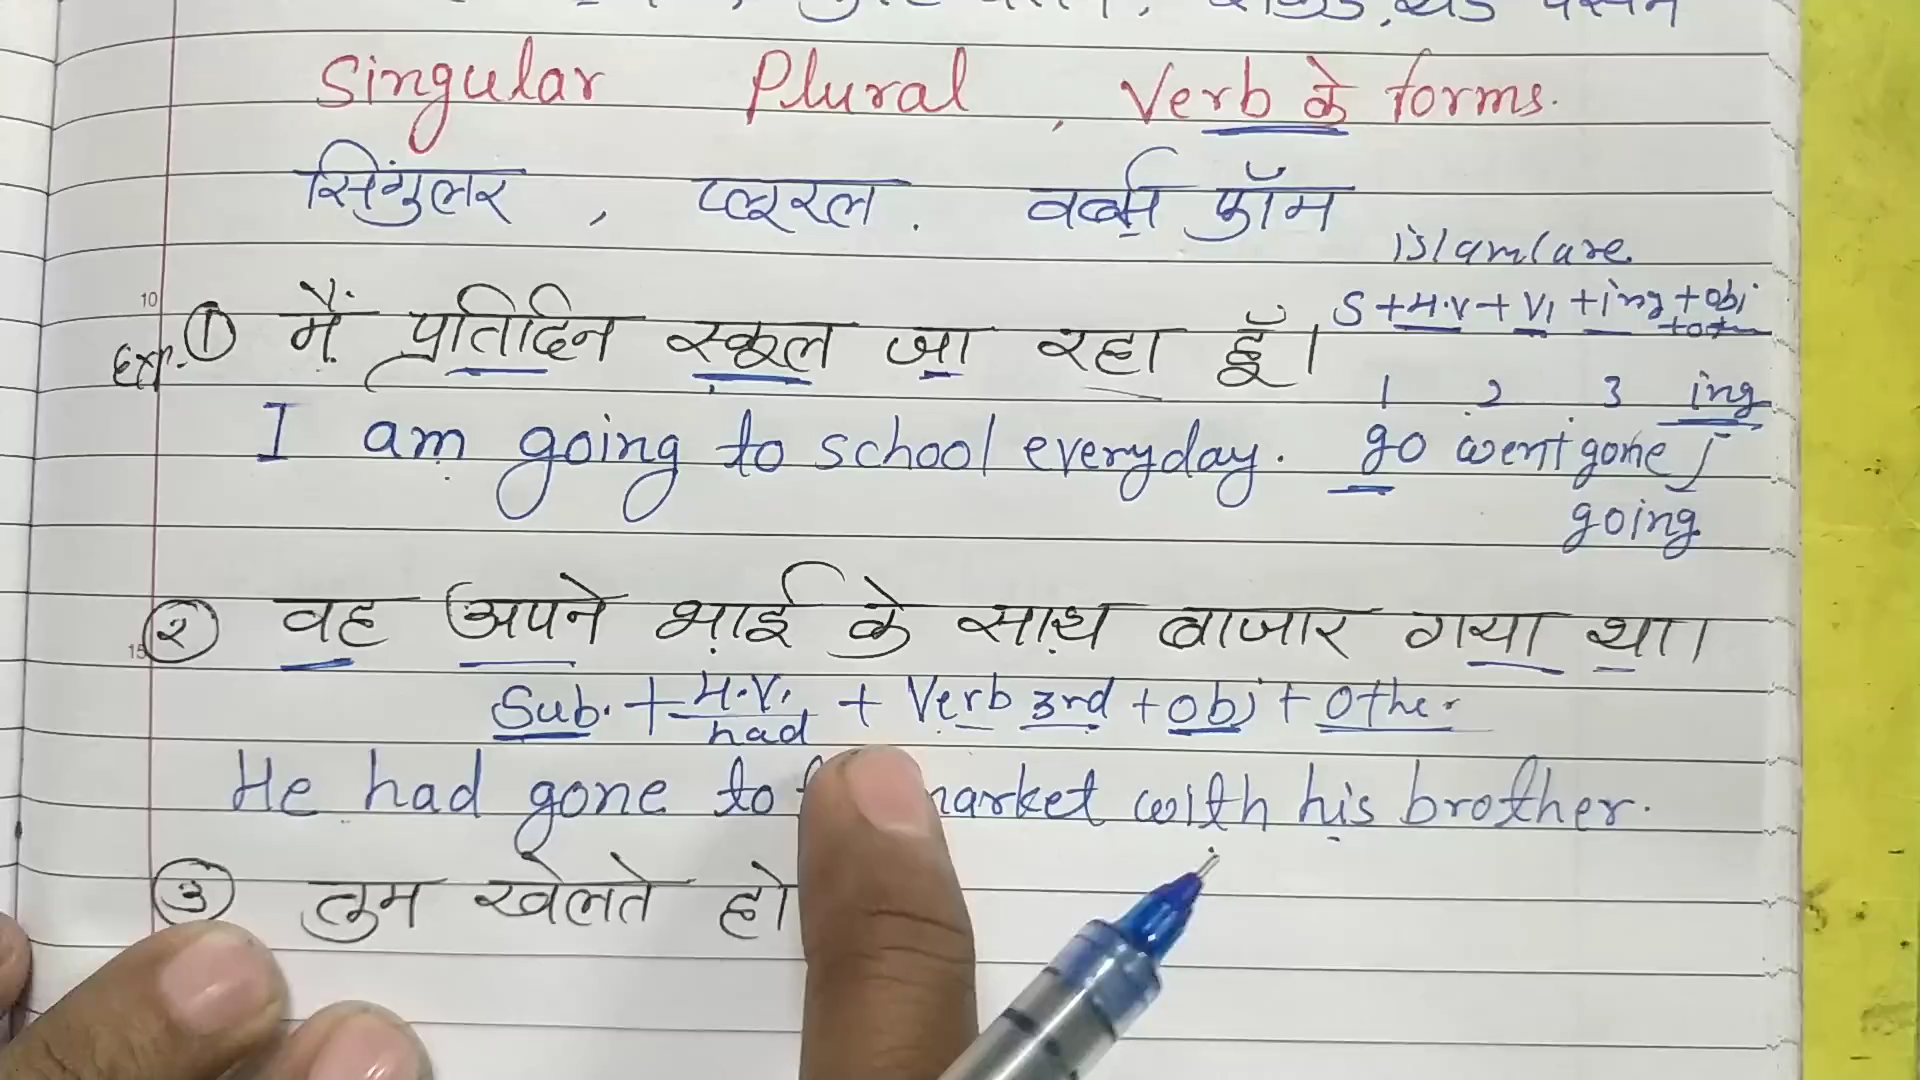 Singular Plural, Verb के forms.
सिंगुलर, प्लूरल. वर्ब्स फॉम
is/am/are
Exp. ① मैं प्रतिदिन स्कूल जा रहा हूँ। S + H.V + V1 + ing + obj
1 2 3 ing
I am going to school everyday. go went gone
going
② वह अपने भाई के साथ बाजार गया था।
Sub. + H.V. + Verb 3rd + obj + Other
had
He had gone to market with his brother.
③ तुम खेलते हो